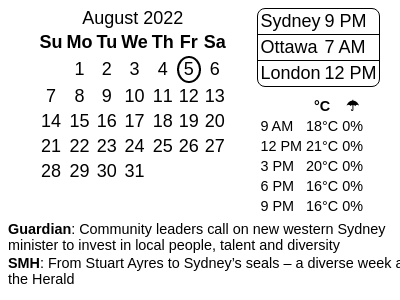 August 2022
Su Mo Tu We Th Fr Sa
1 2 3 4 5 6
7 8 9 10 11 12 13
14 15 16 17 18 19 20
21 22 23 24 25 26 27
28 29 30 31
Sydney 9 PM
Ottawa 7 AM
London 12 PM
°C ☂
9 AM 18°C 0%
12 PM 21°C 0%
3 PM 20°C 0%
6 PM 16°C 0%
9 PM 16°C 0%
Guardian: Community leaders call on new western Sydney
minister to invest in local people, talent and diversity
SMH: From Stuart Ayres to Sydney's seals – a diverse week a
the Herald